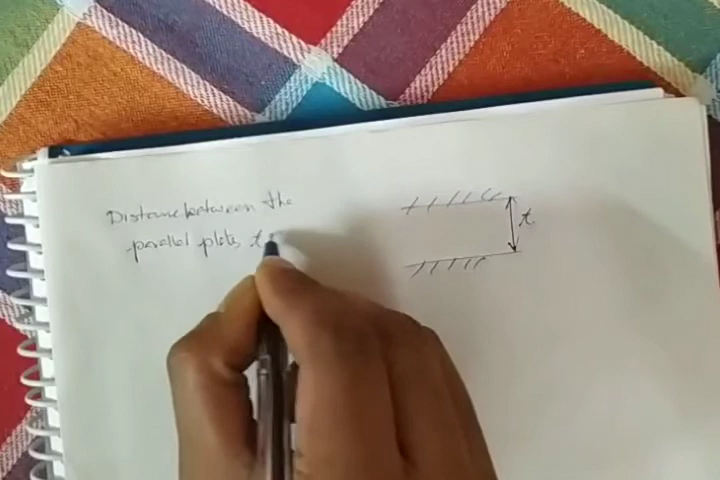 Distance between the
parallel plate, t
t